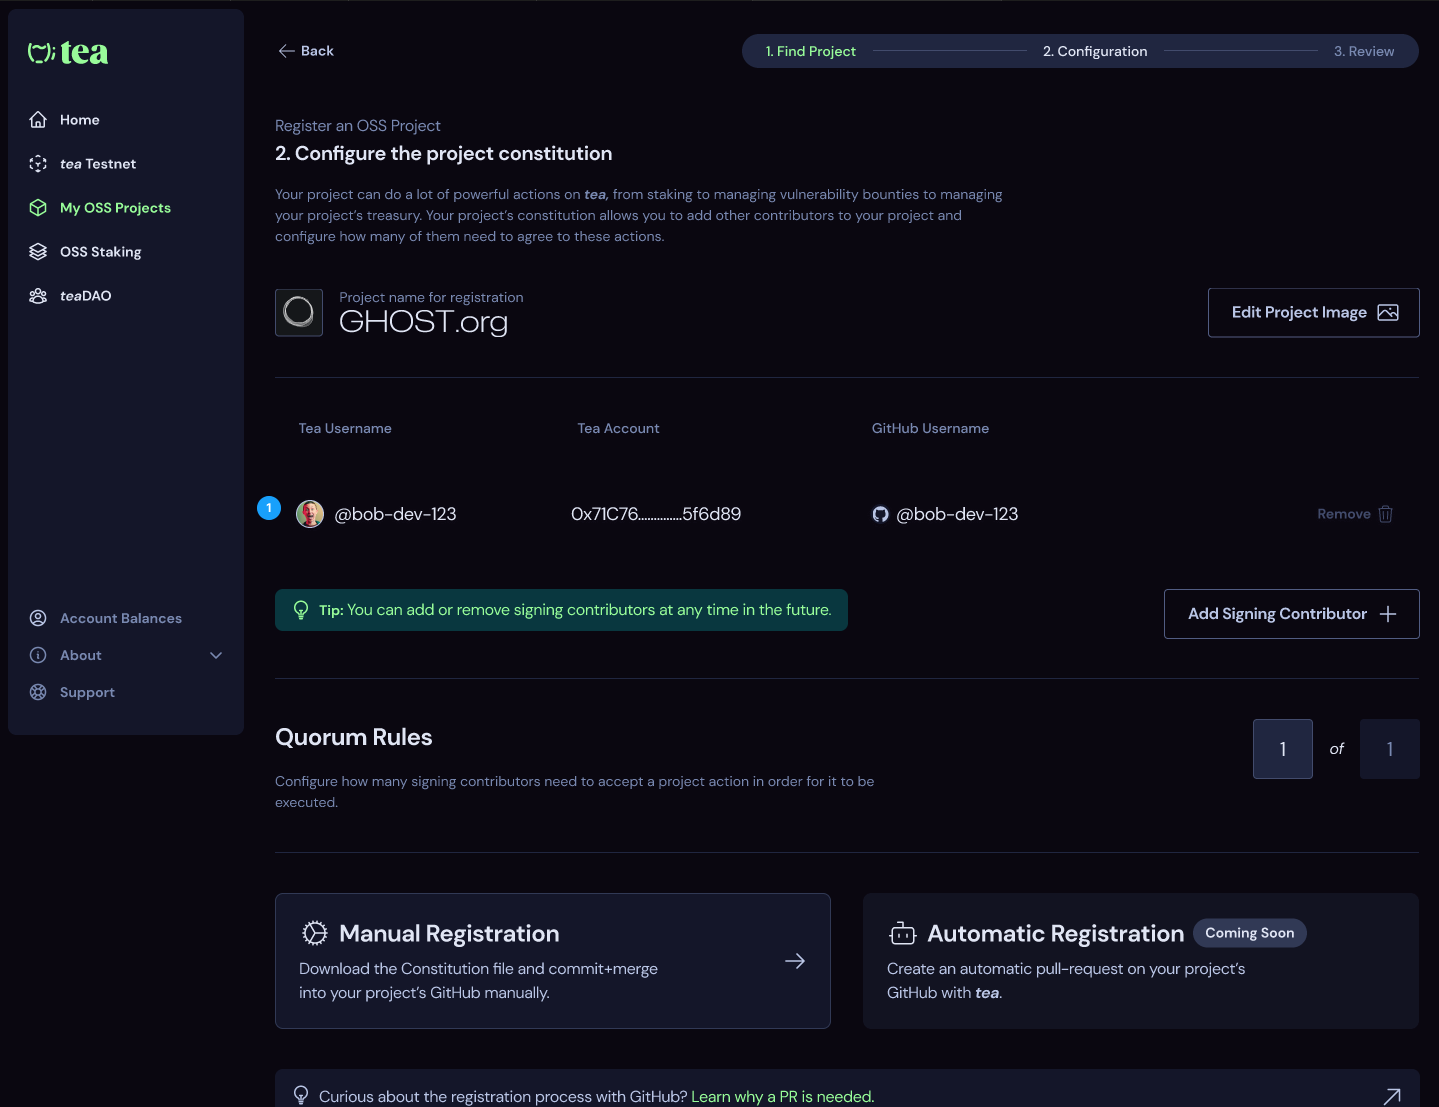 tea
Home
tea Testnet
My OSS Projects
OSS Staking
teaDAO
Account Balances
About
Support
Back
1. Find Project
2. Configuration
3. Review
Register an OSS Project
2. Configure the project constitution
Your project can do a lot of powerful actions on tea, from staking to managing vulnerability bounties to managing
your project's treasury. Your project's constitution allows you to add other contributors to your project and
configure how many of them need to agree to these actions.
Project name for registration
GHOST.org
Edit Project Image
Tea Username
Tea Account
GitHub Username
1
@bob-dev-123
0x71C76..............5f6d89
@bob-dev-123
Remove
Tip: You can add or remove signing contributors at any time in the future.
Add Signing Contributor
Quorum Rules
1 of 1
Configure how many signing contributors need to accept a project action in order for it to be
executed.
Manual Registration
Download the Constitution file and commit+merge
into your project's GitHub manually.
Automatic Registration
Coming Soon
Create an automatic pull-request on your project's
GitHub with tea.
Curious about the registration process with GitHub? Learn why a PR is needed.